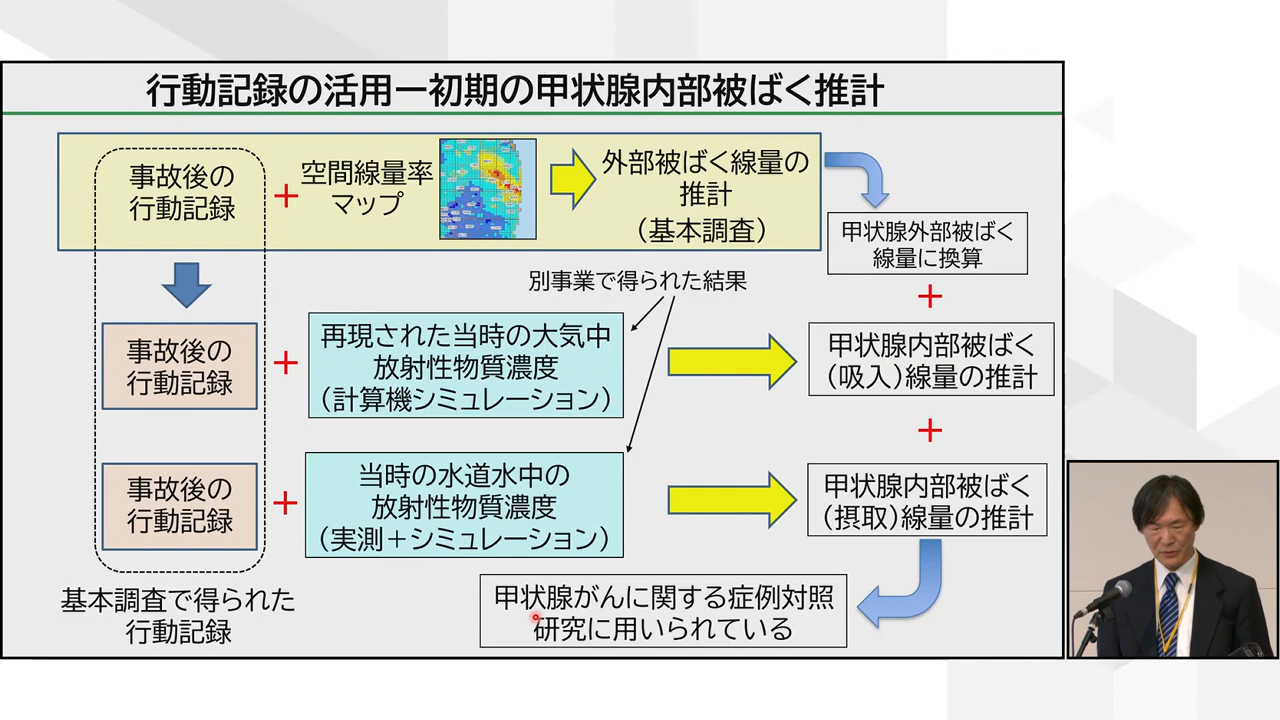 行動記録の活用ー初期の甲状腺内部被ばく推計
事故後の
行動記録
+
空間線量率
マップ
外部被ばく線量の
推計
（基本調査）
甲状腺外部被ばく
線量に換算
+
別事業で得られた結果
事故後の
行動記録
+
再現された当時の大気中
放射性物質濃度
（計算機シミュレーション）
甲状腺内部被ばく
（吸入）線量の推計
+
事故後の
行動記録
+
当時の水道水中の
放射性物質濃度
（実測＋シミュレーション）
甲状腺内部被ばく
（摂取）線量の推計
基本調査で得られた
行動記録
甲状腺がんに関する症例対照
研究に用いられている